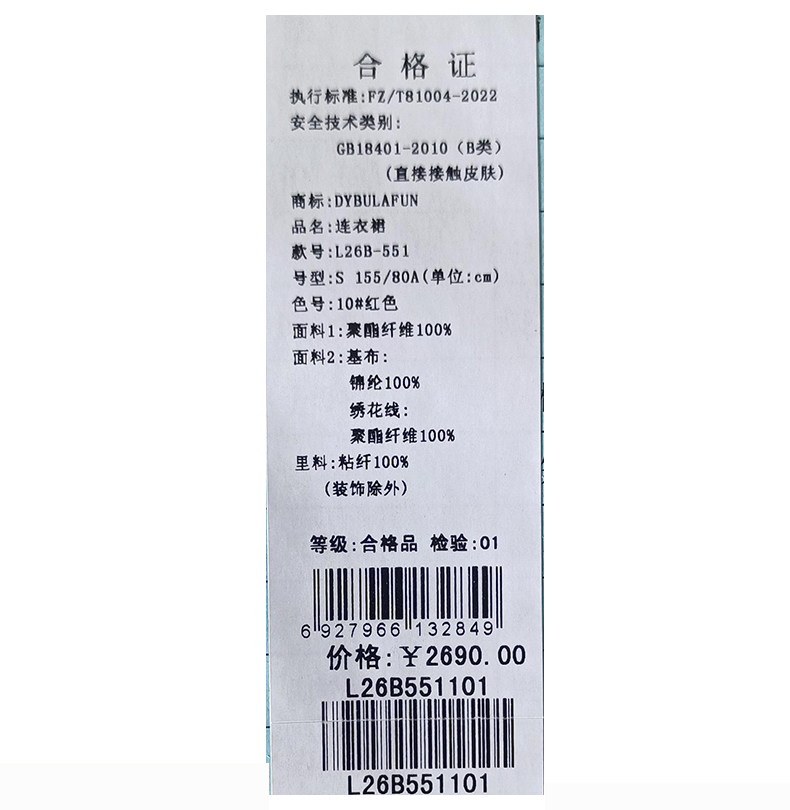 合格证
执行标准:FZ/T81004-2022
安全技术类别:
GB18401-2010（B类）
(直接接触皮肤)
商标:DYBULAFUN
品名:连衣裙
款号:L26B-551
号型:S 155/80A(单位:cm)
色号:10#红色
面料1:聚酯纤维100%
面料2:基布:
锦纶100%
绣花线:
聚酯纤维100%
里料:粘纤100%
(装饰除外)
等级:合格品 检验:01
6 927966 132849
价格:￥2690.00
L26B551101
L26B551101